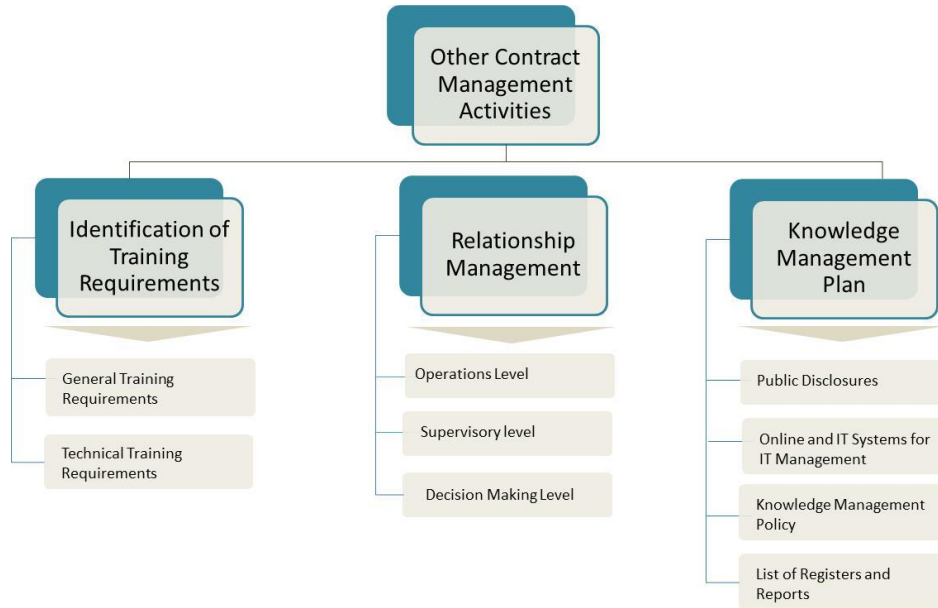 Other Contract
Management
Activities
Identification of
Training
Requirements
General Training
Requirements
Technical Training
Requirements
Relationship
Management
Operations Level
Supervisory level
Decision Making Level
Knowledge
Management
Plan
Public Disclosures
Online and IT Systems for
IT Management
Knowledge Management
Policy
List of Registers and
Reports